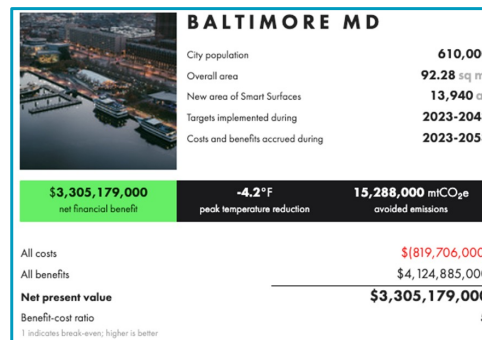 BALTIMORE MD
City population 610,00
Overall area 92.28 sq m
New area of Smart Surfaces 13,940 a
Targets implemented during 2023-204
Costs and benefits accrued during 2023-205
$3,305,179,000 -4.2°F 15,288,000 mtCO₂e
net financial benefit peak temperature reduction avoided emissions
All costs $(819,706,000
All benefits $4,124,885,00
Net present value $3,305,179,00
Benefit-cost ratio
1 indicates break-even; higher is better